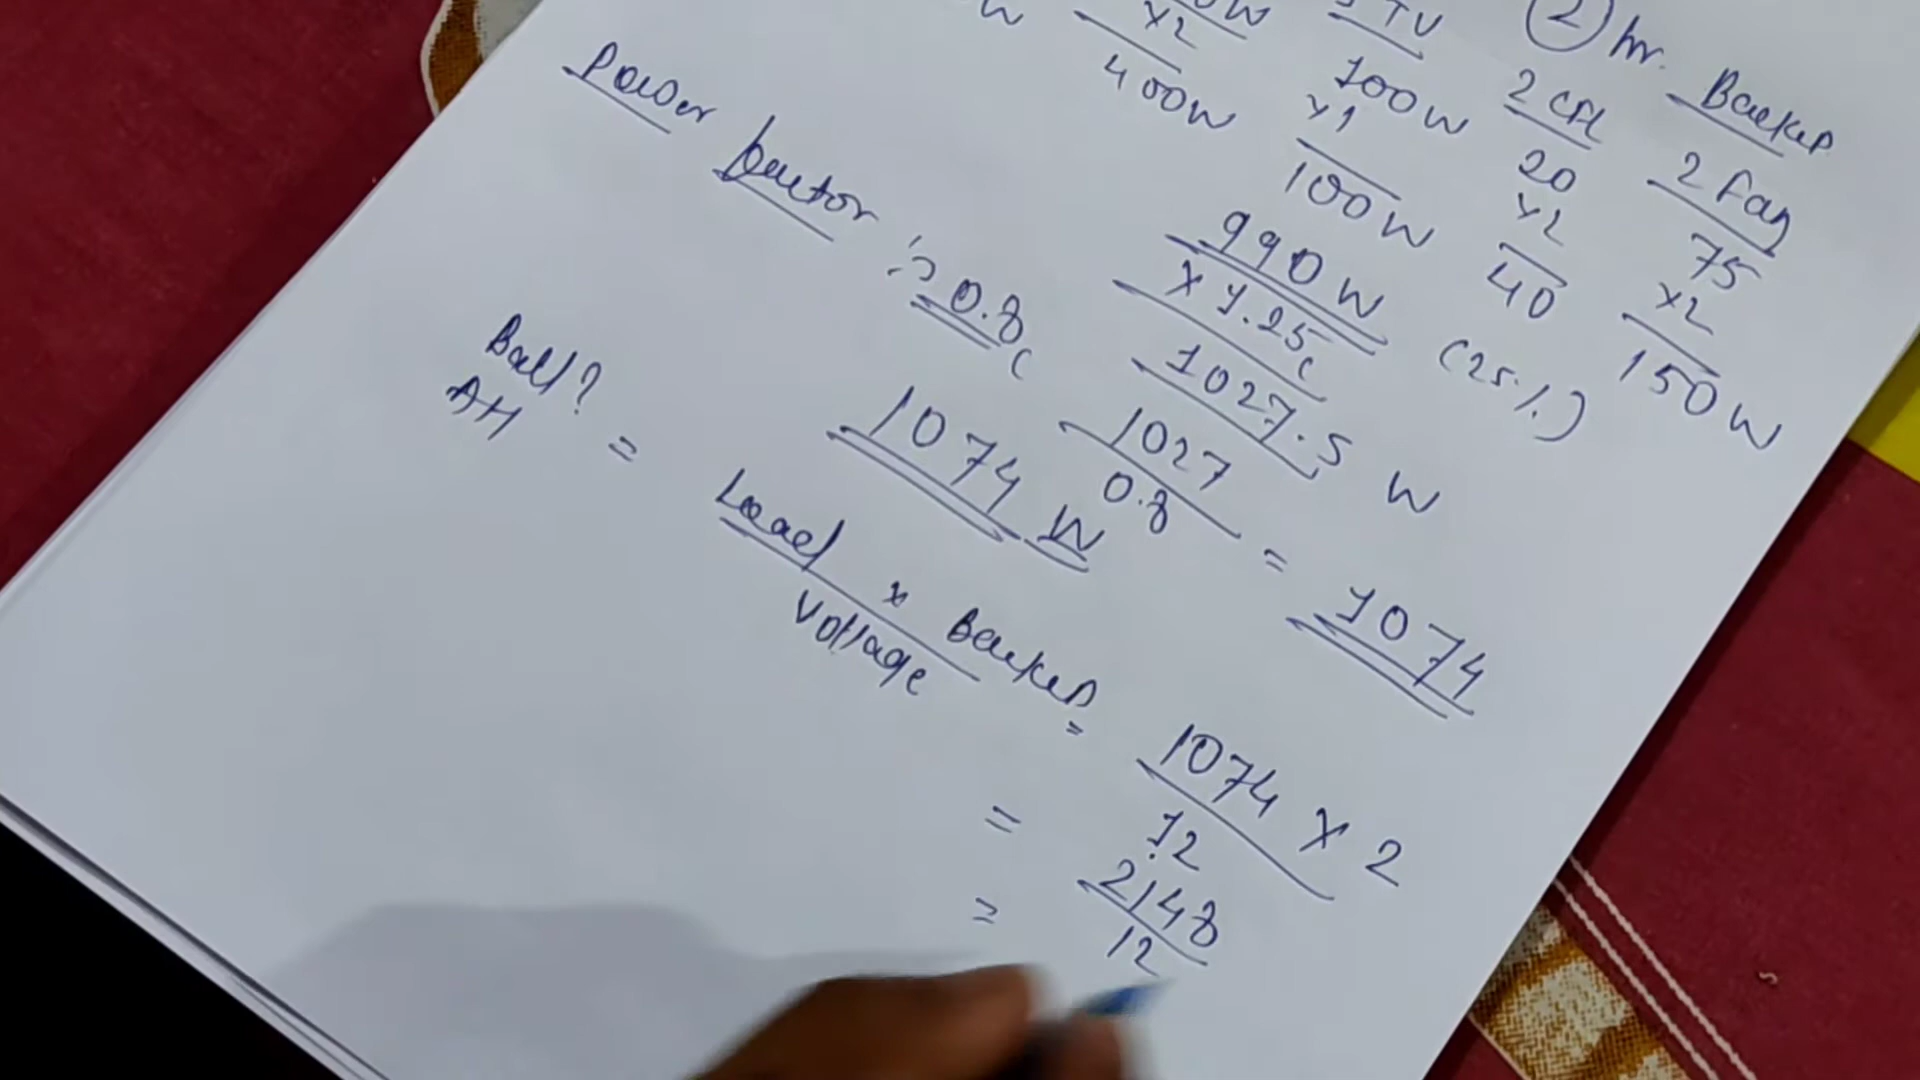 2 hr. Backup
TV 2 CFL 2 Fan
x2 100W 20 75
400W x1 x2 x2
100W 40 150W
Power factor 990W
0.8 x 1.25 (25%)
1027.5 W
1027
0.8
= 1074
1074 W
Batt?
AH = Load x Backup
Voltage
= 1074 x 2
12
= 2148
12